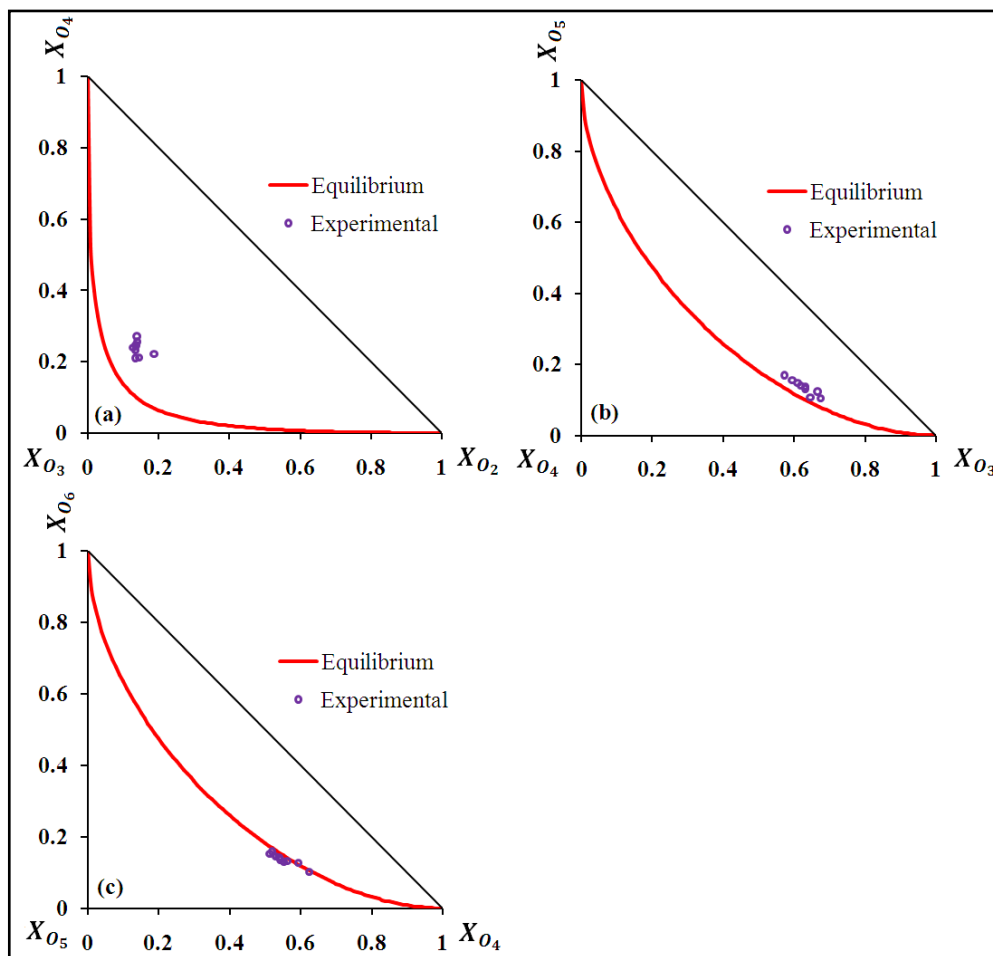 X_{O_4}
1
0.8
0.6
0.4
0.2
0
Equilibrium
Experimental
(a)
X_{O_3} 0 0.2 0.4 0.6 0.8 1 X_{O_2}
X_{O_5}
1
0.8
0.6
0.4
0.2
0
Equilibrium
Experimental
(b)
X_{O_4} 0 0.2 0.4 0.6 0.8 1 X_{O_3}
X_{O_6}
1
0.8
0.6
0.4
0.2
0
Equilibrium
Experimental
(c)
X_{O_5} 0 0.2 0.4 0.6 0.8 1 X_{O_4}